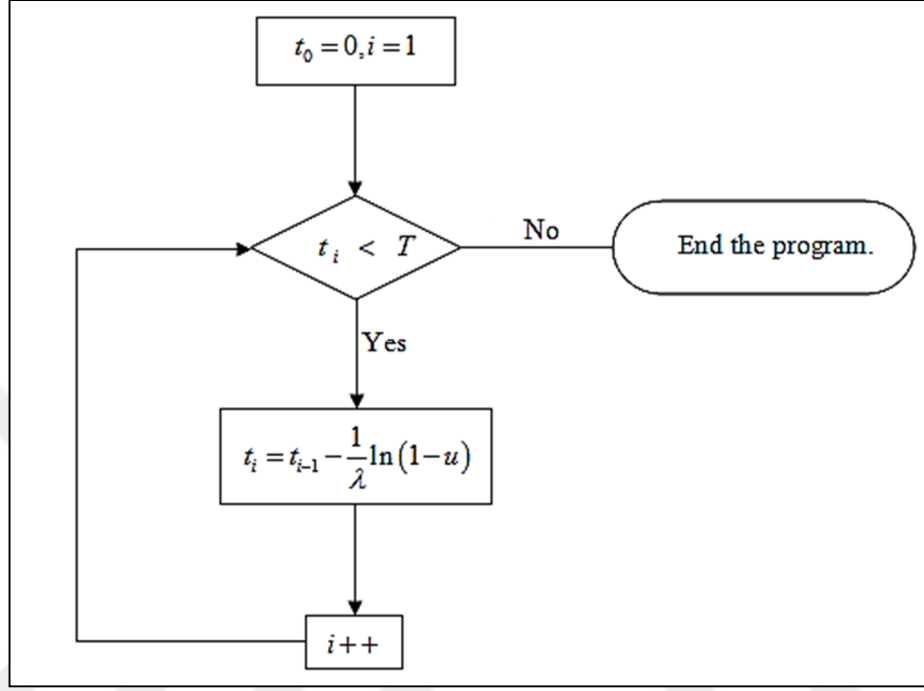 t₀ = 0, i = 1
tᵢ < T
No
End the program.
Yes
tᵢ = tᵢ₋₁ − (1/λ) ln(1−u)
i++